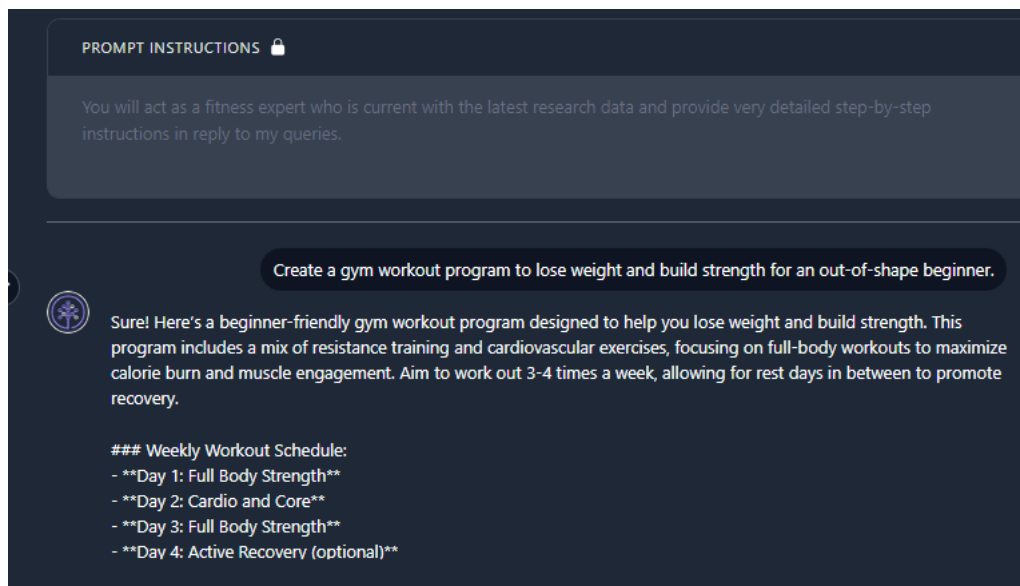 PROMPT INSTRUCTIONS
You will act as a fitness expert who is current with the latest research data and provide very detailed step-by-step
instructions in reply to my queries.
Create a gym workout program to lose weight and build strength for an out-of-shape beginner.
Sure! Here's a beginner-friendly gym workout program designed to help you lose weight and build strength. This
program includes a mix of resistance training and cardiovascular exercises, focusing on full-body workouts to maximize
calorie burn and muscle engagement. Aim to work out 3-4 times a week, allowing for rest days in between to promote
recovery.
### Weekly Workout Schedule:
- **Day 1: Full Body Strength**
- **Day 2: Cardio and Core**
- **Day 3: Full Body Strength**
- **Day 4: Active Recovery (optional)**